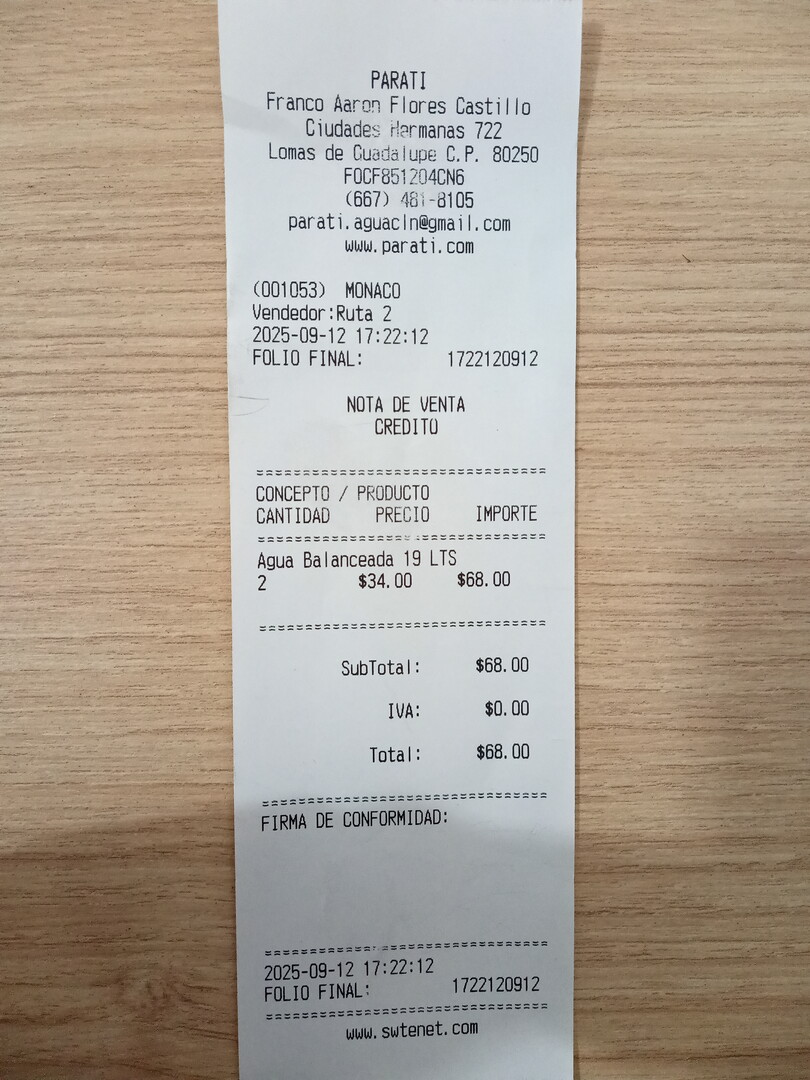 PARATI
Franco Aaron Flores Castillo
Ciudades Hermanas 722
Lomas de Guadalupe C.P. 80250
FOCF851204CN6
(667) 481-8105
parati.aguacln@gmail.com
www.parati.com
(001053) MONACO
Vendedor:Ruta 2
2025-09-12 17:22:12
FOLIO FINAL: 1722120912
NOTA DE VENTA
CREDITO
================================
CONCEPTO / PRODUCTO
CANTIDAD PRECIO IMPORTE
================================
Agua Balanceada 19 LTS
2 $34.00 $68.00
================================
SubTotal: $68.00
IVA: $0.00
Total: $68.00
================================
FIRMA DE CONFORMIDAD:
================================
2025-09-12 17:22:12
FOLIO FINAL: 1722120912
================================
www.swtenet.com